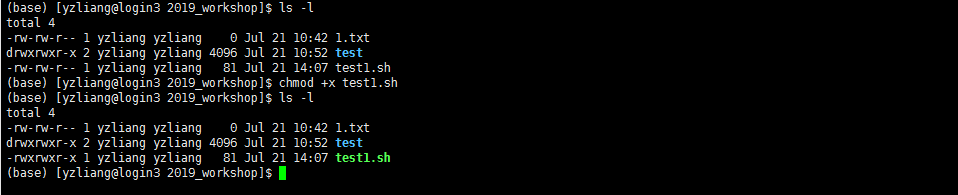 (base) [yzliang@login3 2019_workshop]$ ls -l
total 4
-rw-rw-r-- 1 yzliang yzliang    0 Jul 21 10:42 1.txt
drwxrwxr-x 2 yzliang yzliang 4096 Jul 21 10:52 test
-rw-rw-r-- 1 yzliang yzliang   81 Jul 21 14:07 test1.sh
(base) [yzliang@login3 2019_workshop]$ chmod +x test1.sh
(base) [yzliang@login3 2019_workshop]$ ls -l
total 4
-rw-rw-r-- 1 yzliang yzliang    0 Jul 21 10:42 1.txt
drwxrwxr-x 2 yzliang yzliang 4096 Jul 21 10:52 test
-rwxrwxr-x 1 yzliang yzliang   81 Jul 21 14:07 test1.sh
(base) [yzliang@login3 2019_workshop]$